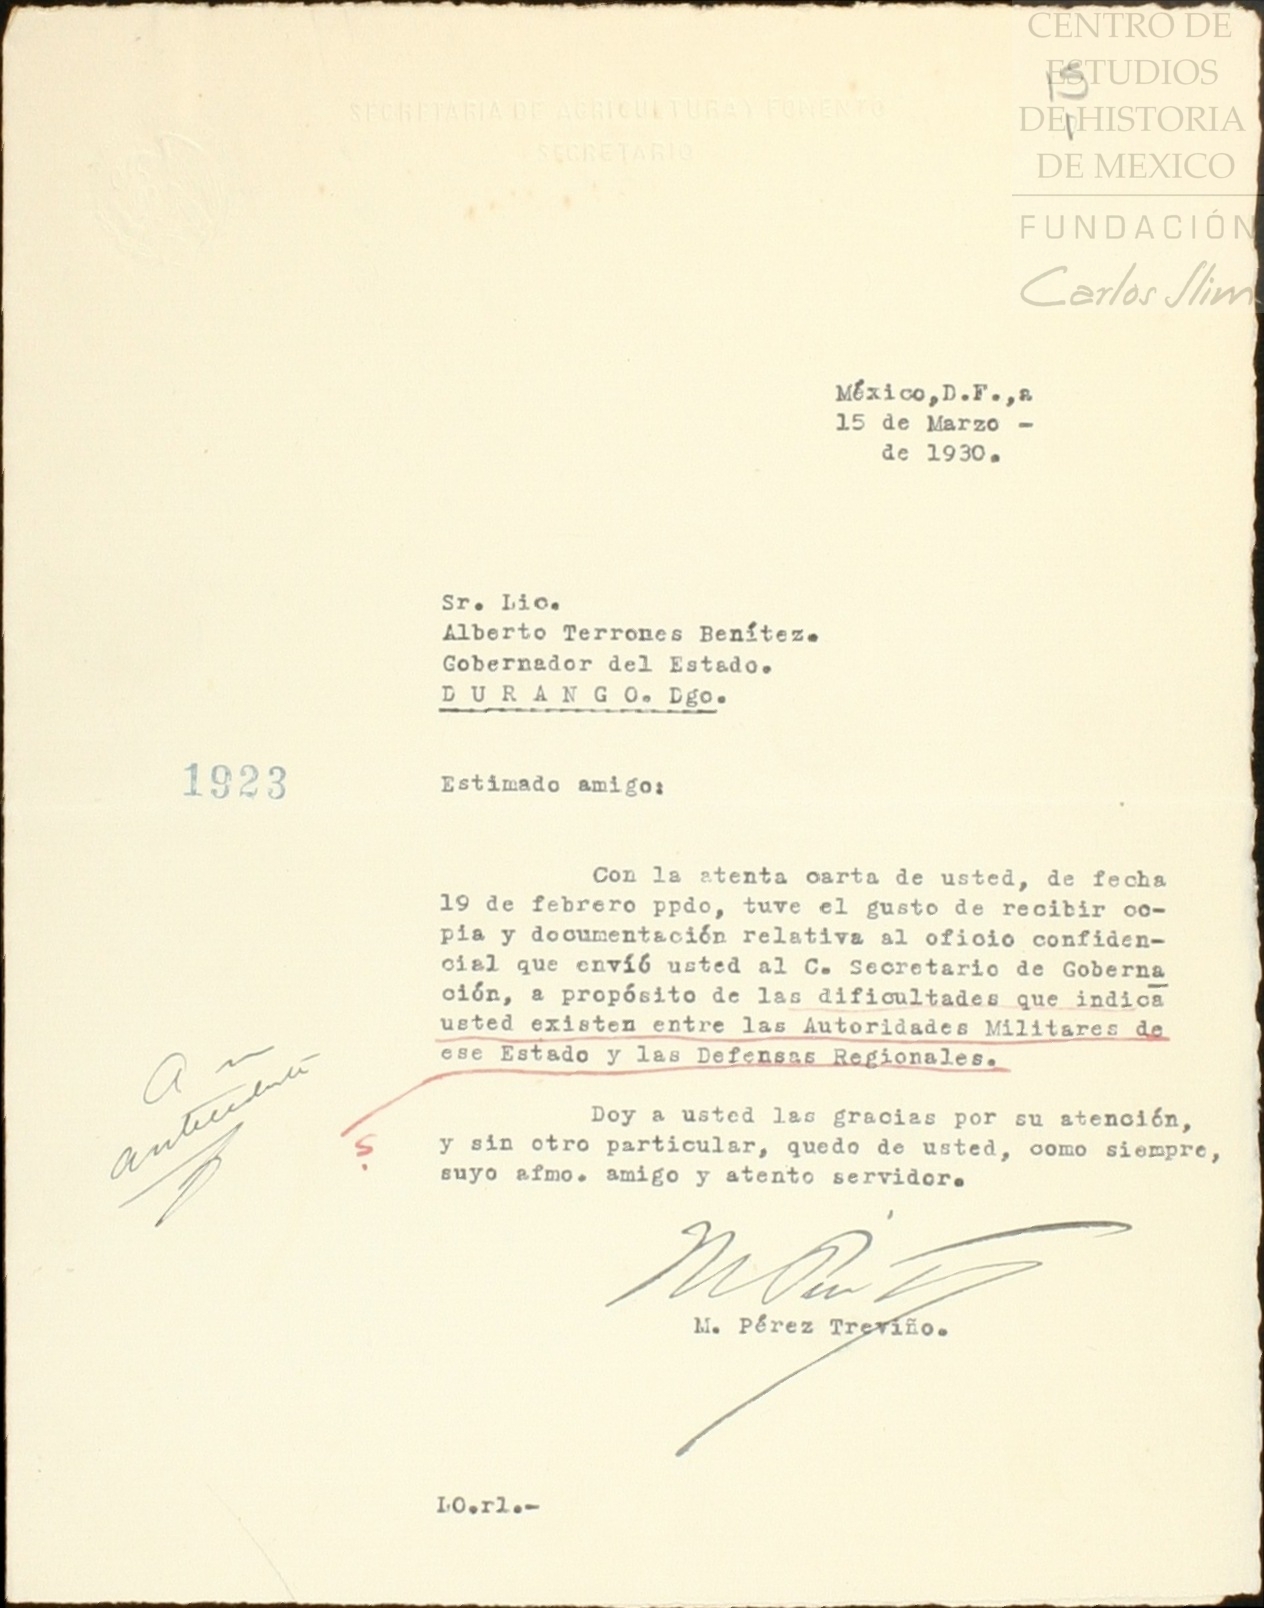 SECRETARIA DE AGRICULTURA Y FOMENTO
SECRETARIO
CENTRO DE
ESTUDIOS
DE HISTORIA
DE MEXICO
FUNDACIÓN
Carlos Slim
México,D.F.,a
15 de Marzo -
de 1930.
Sr. Lic.
Alberto Terrones Benítez.
Gobernador del Estado.
D U R A N G O. Dgo.
1923
Estimado amigo:
Con la atenta carta de usted, de fecha
19 de febrero ppdo, tuve el gusto de recibir co-
pia y documentación relativa al oficio confiden-
cial que envíó usted al C. Secretario de Goberna
ción, a propósito de las dificultades que indica
usted existen entre las Autoridades Militares de
ese Estado y las Defensas Regionales.
Doy a usted las gracias por su atención,
y sin otro particular, quedo de usted, como siempre,
suyo afmo. amigo y atento servidor.
M. Pérez Treviño.
LO.rl.-